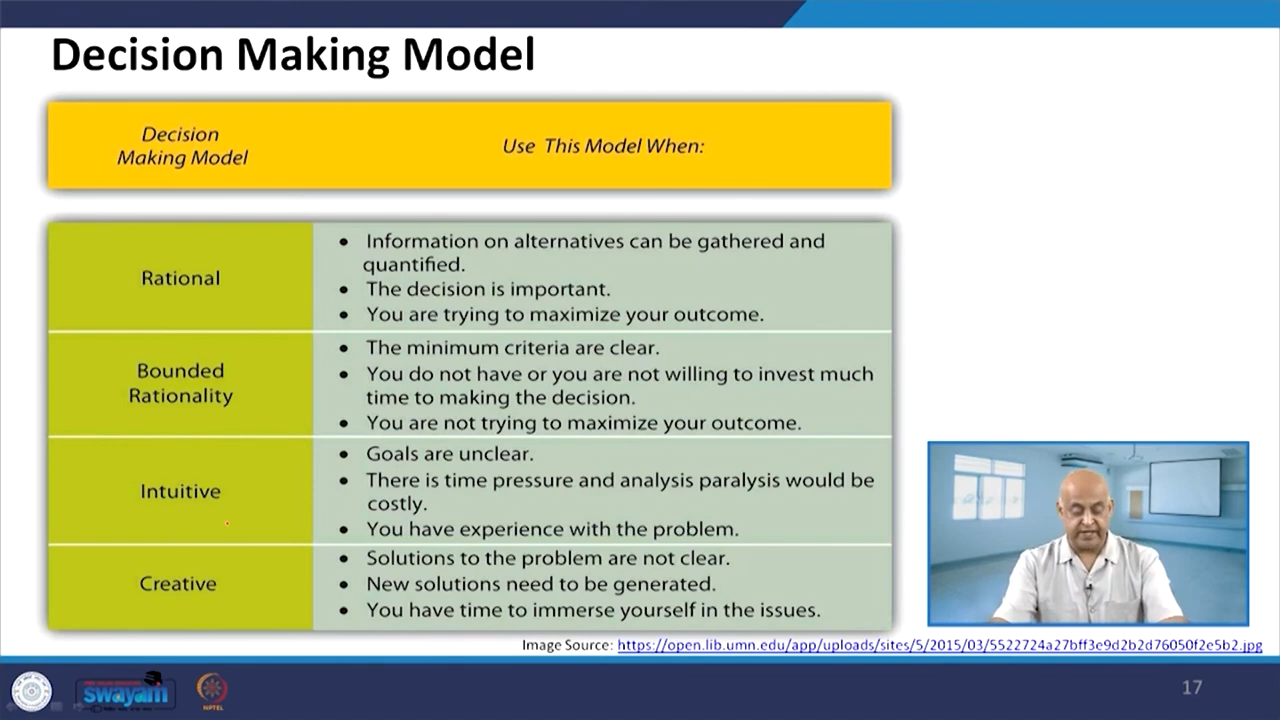 Decision Making Model
Decision
Making Model
Use This Model When:
Rational
• Information on alternatives can be gathered and
quantified.
• The decision is important.
• You are trying to maximize your outcome.
Bounded
Rationality
• The minimum criteria are clear.
• You do not have or you are not willing to invest much
time to making the decision.
• You are not trying to maximize your outcome.
Intuitive
• Goals are unclear.
• There is time pressure and analysis paralysis would be
costly.
• You have experience with the problem.
Creative
• Solutions to the problem are not clear.
• New solutions need to be generated.
• You have time to immerse yourself in the issues.
Image Source: https://open.lib.umn.edu/app/uploads/sites/5/2015/03/5522724a27bff3e9d2b2d76050f2e5b2.jpg
swayam
NPTEL
17